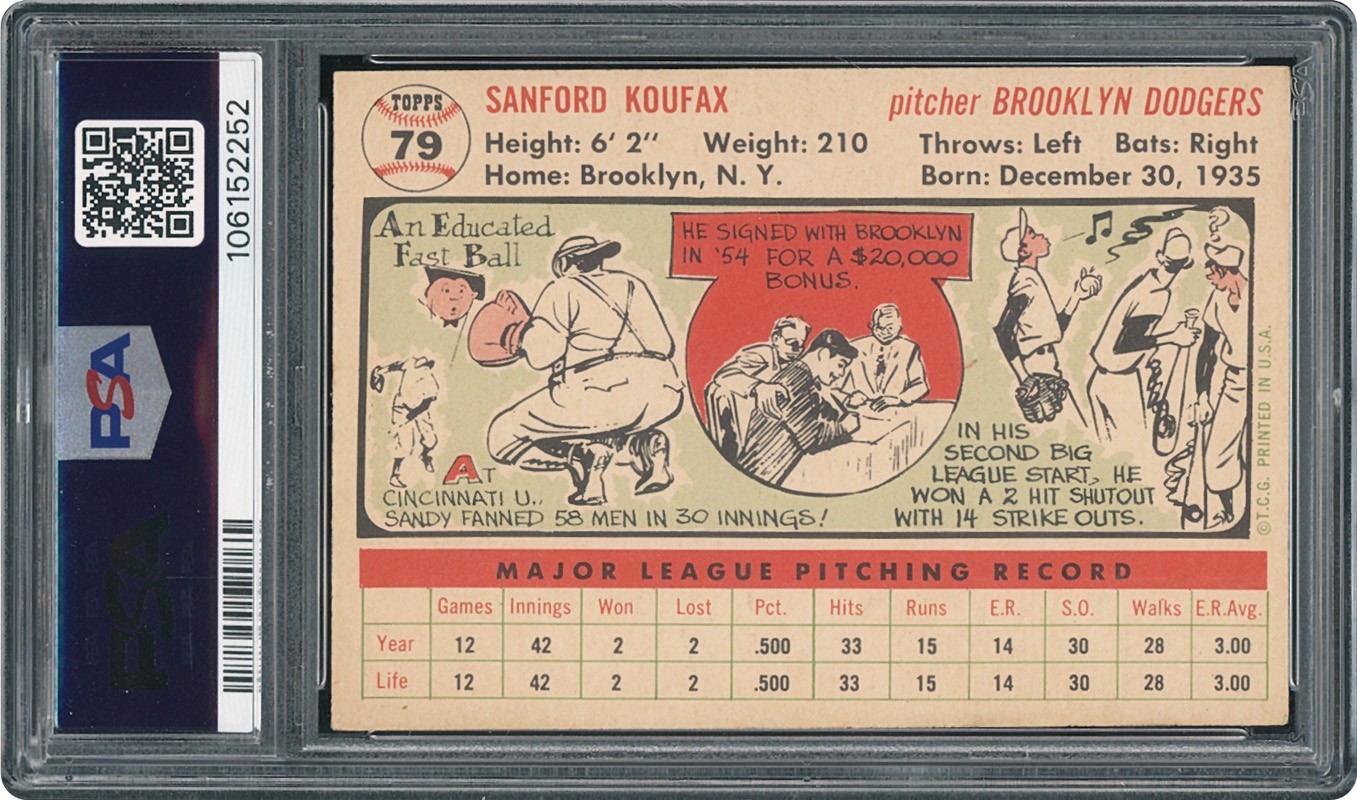 PSA
106152252
PSA
PSA
TOPPS
79
SANFORD KOUFAX
pitcher BROOKLYN DODGERS
Height: 6' 2" Weight: 210 Throws: Left Bats: Right
Home: Brooklyn, N. Y. Born: December 30, 1935
An Educated
Fast Ball
HE SIGNED WITH BROOKLYN
IN '54 FOR A $20,000
BONUS.
AT
CINCINNATI U.,
SANDY FANNED 58 MEN IN 30 INNINGS!
IN HIS
SECOND BIG
LEAGUE START, HE
WON A 2 HIT SHUTOUT
WITH 14 STRIKE OUTS.
©T.C.G. PRINTED IN U.S.A.
MAJOR LEAGUE PITCHING RECORD
Games Innings Won Lost Pct. Hits Runs E.R. S.O. Walks E.R.Avg.
Year 12 42 2 2 .500 33 15 14 30 28 3.00
Life 12 42 2 2 .500 33 15 14 30 28 3.00